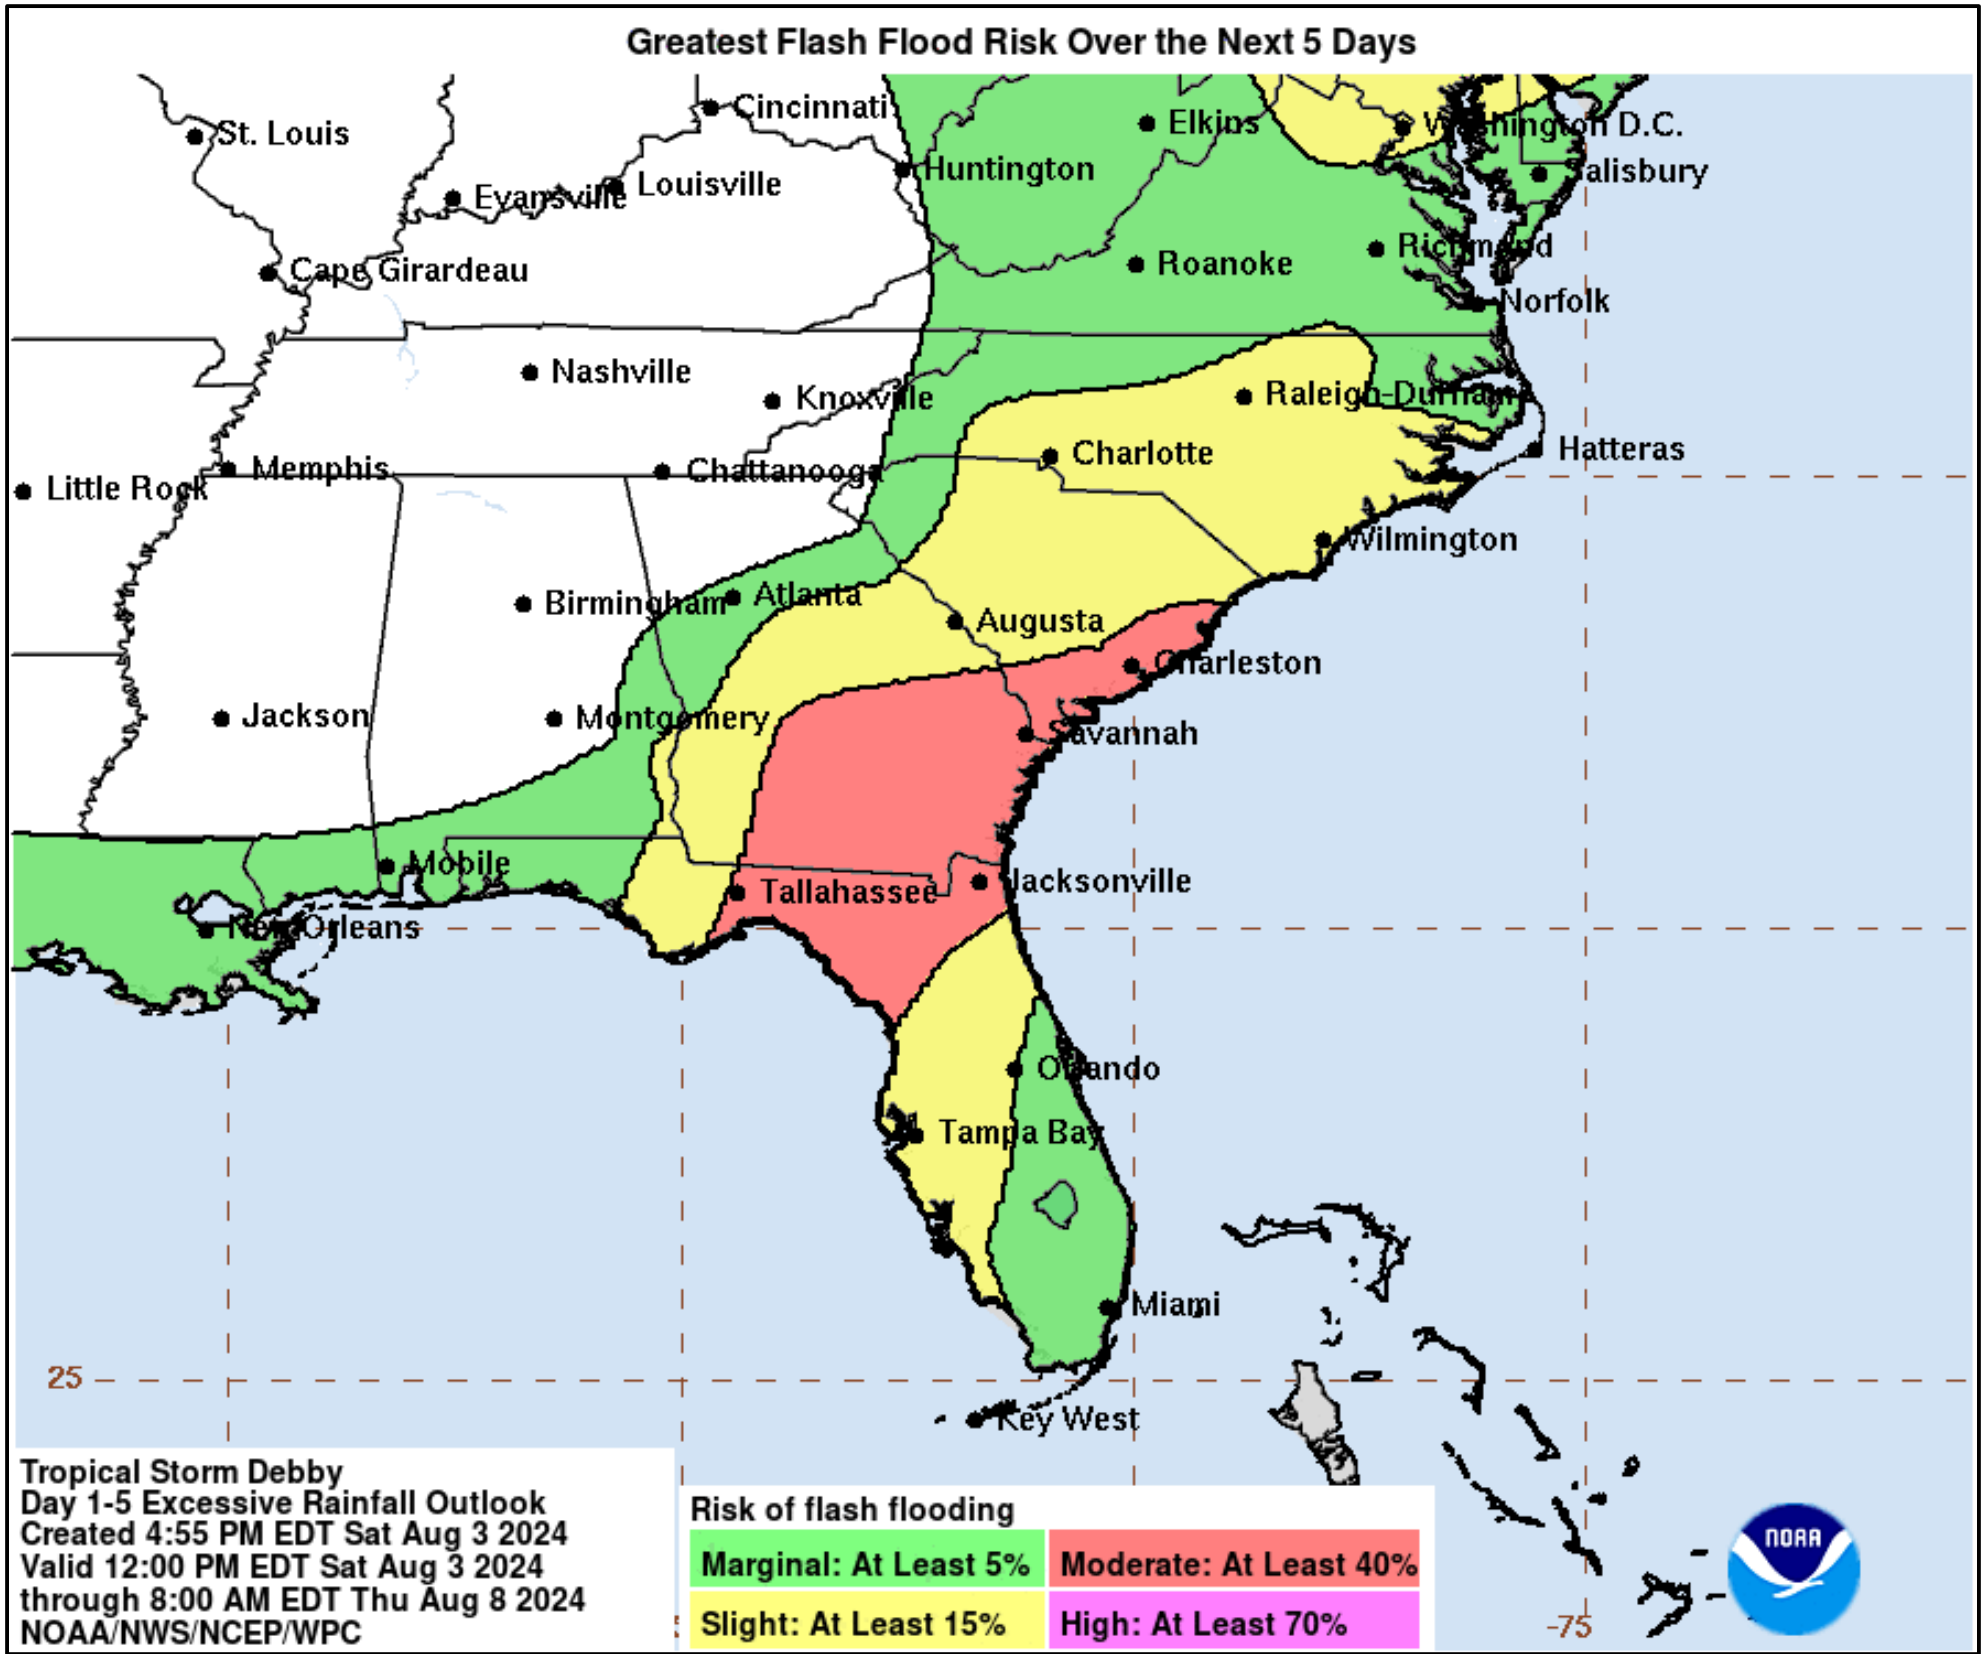 Greatest Flash Flood Risk Over the Next 5 Days
Cincinnati
Elkins
Washington D.C.
St. Louis
Huntington
Salisbury
Louisville
Evansville
Richmond
Roanoke
Cape Girardeau
Norfolk
Nashville
Raleigh-Durham
Knoxville
Hatteras
Charlotte
Memphis
Chattanooga
Little Rock
Wilmington
Atlanta
Birmingham
Augusta
Charleston
Jackson
Montgomery
Savannah
Mobile
Tallahassee
Jacksonville
New Orleans
Orlando
Tampa Bay
Miami
25
Key West
Tropical Storm Debby
Day 1-5 Excessive Rainfall Outlook
Created 4:55 PM EDT Sat Aug 3 2024
Valid 12:00 PM EDT Sat Aug 3 2024
through 8:00 AM EDT Thu Aug 8 2024
NOAA/NWS/NCEP/WPC
Risk of flash flooding
Marginal: At Least 5%
Moderate: At Least 40%
Slight: At Least 15%
High: At Least 70%
-75
NOAA